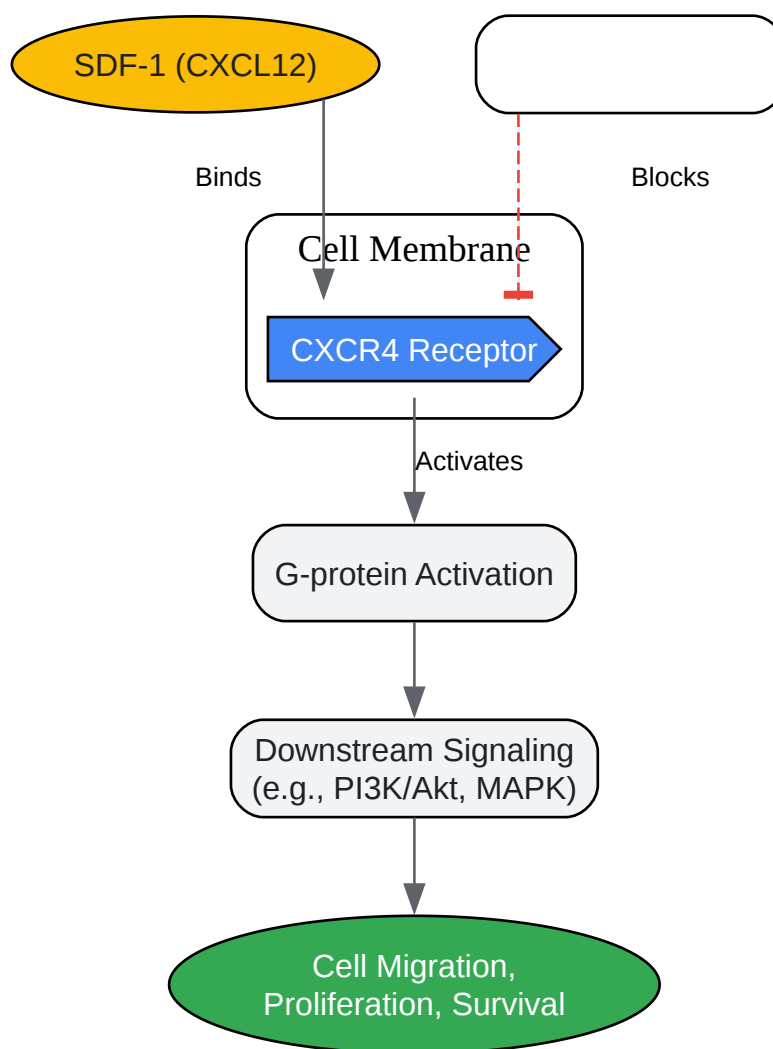 SDF-1 (CXCL12)
Binds
Blocks
Cell Membrane
CXCR4 Receptor
Activates
G-protein Activation
Downstream Signaling
(e.g., PI3K/Akt, MAPK)
Cell Migration,
Proliferation, Survival